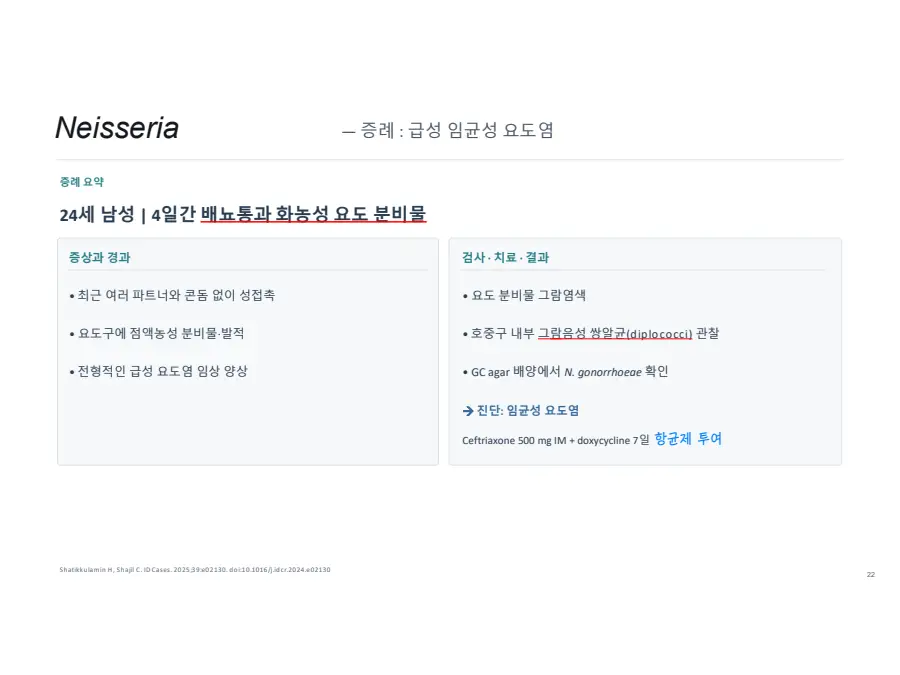 Neisseria — 증례 : 급성 임균성 요도염
증례 요약
24세 남성 | 4일간 배뇨통과 화농성 요도 분비물
증상과 경과
• 최근 여러 파트너와 콘돔 없이 성접촉
• 요도구에 점액농성 분비물·발적
• 전형적인 급성 요도염 임상 양상
검사 · 치료 · 결과
• 요도 분비물 그람염색
• 호중구 내부 그람음성 쌍알균(diplococci) 관찰
• GC agar 배양에서 N. gonorrhoeae 확인
→ 진단: 임균성 요도염
Ceftriaxone 500 mg IM + doxycycline 7일 항균제 투여
Shatikkulamin H, Shajil C. IDCases. 2025;39:e02130. doi:10.1016/j.idcr.2024.e02130
22